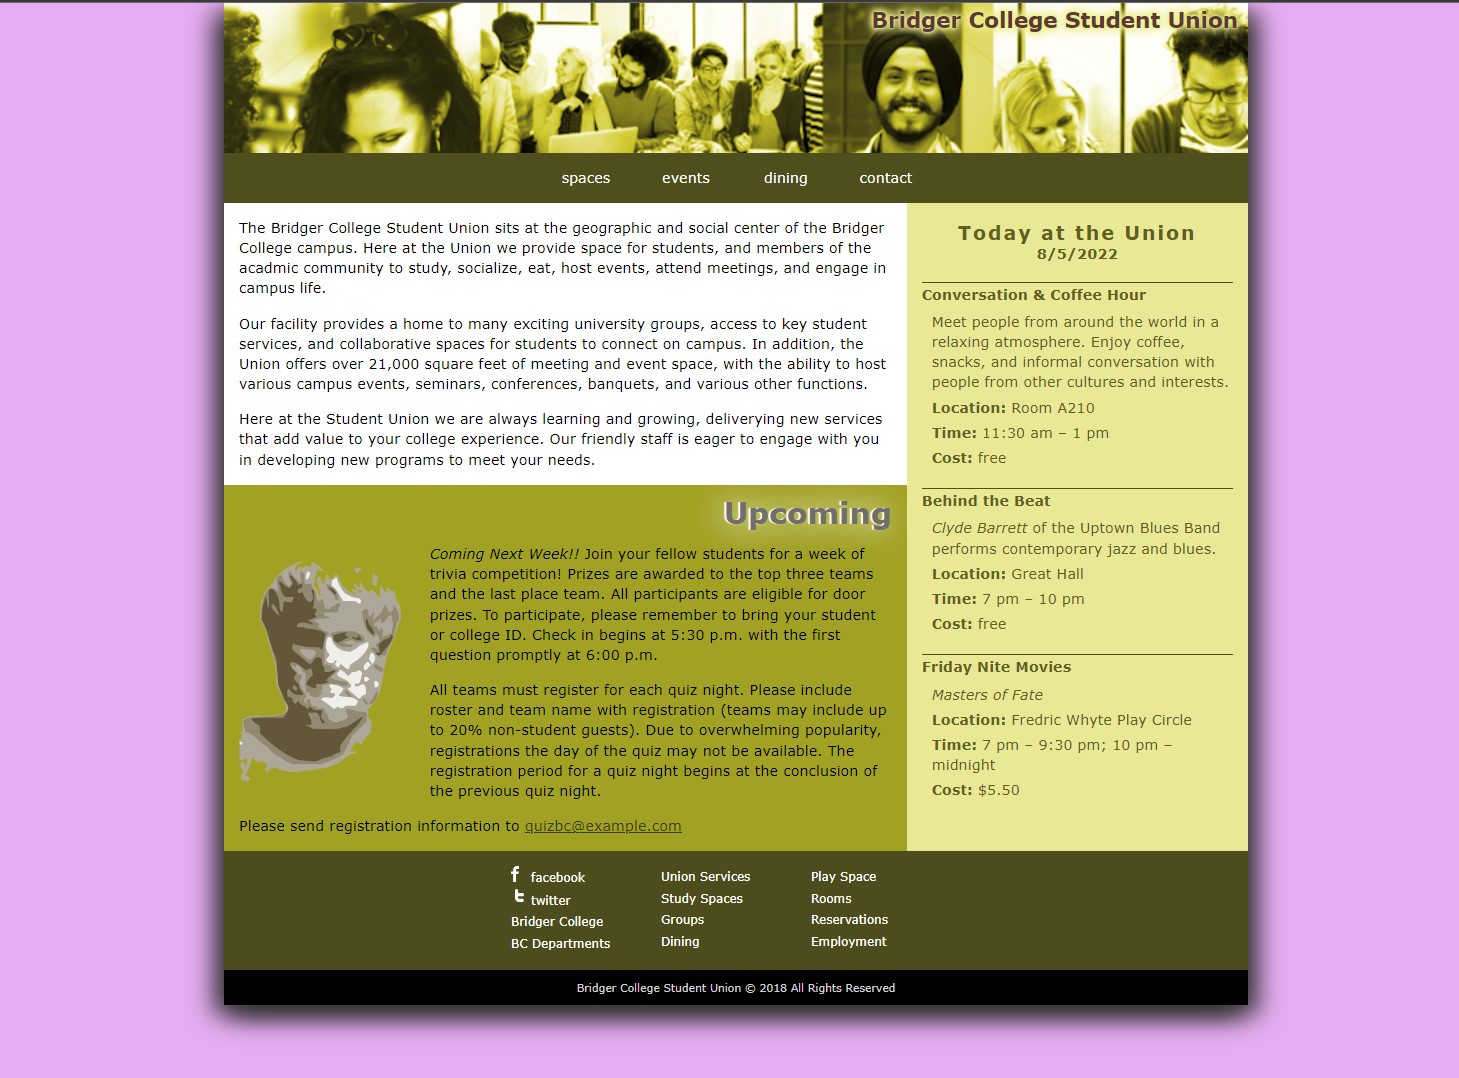 Bridger College Student Union
spaces events dining contact
The Bridger College Student Union sits at the geographic and social center of the Bridger
College campus. Here at the Union we provide space for students, and members of the
acadmic community to study, socialize, eat, host events, attend meetings, and engage in
campus life.
Our facility provides a home to many exciting university groups, access to key student
services, and collaborative spaces for students to connect on campus. In addition, the
Union offers over 21,000 square feet of meeting and event space, with the ability to host
various campus events, seminars, conferences, banquets, and various other functions.
Here at the Student Union we are always learning and growing, deliverying new services
that add value to your college experience. Our friendly staff is eager to engage with you
in developing new programs to meet your needs.
Upcoming
Coming Next Week!! Join your fellow students for a week of
trivia competition! Prizes are awarded to the top three teams
and the last place team. All participants are eligible for door
prizes. To participate, please remember to bring your student
or college ID. Check in begins at 5:30 p.m. with the first
question promptly at 6:00 p.m.
All teams must register for each quiz night. Please include
roster and team name with registration (teams may include up
to 20% non-student guests). Due to overwhelming popularity,
registrations the day of the quiz may not be available. The
registration period for a quiz night begins at the conclusion of
the previous quiz night.
Please send registration information to quizbc@example.com
Today at the Union
8/5/2022
Conversation & Coffee Hour
Meet people from around the world in a
relaxing atmosphere. Enjoy coffee,
snacks, and informal conversation with
people from other cultures and interests.
Location: Room A210
Time: 11:30 am – 1 pm
Cost: free
Behind the Beat
Clyde Barrett of the Uptown Blues Band
performs contemporary jazz and blues.
Location: Great Hall
Time: 7 pm – 10 pm
Cost: free
Friday Nite Movies
Masters of Fate
Location: Fredric Whyte Play Circle
Time: 7 pm – 9:30 pm; 10 pm –
midnight
Cost: $5.50
facebook
twitter
Bridger College
BC Departments
Union Services
Study Spaces
Groups
Dining
Play Space
Rooms
Reservations
Employment
Bridger College Student Union © 2018 All Rights Reserved